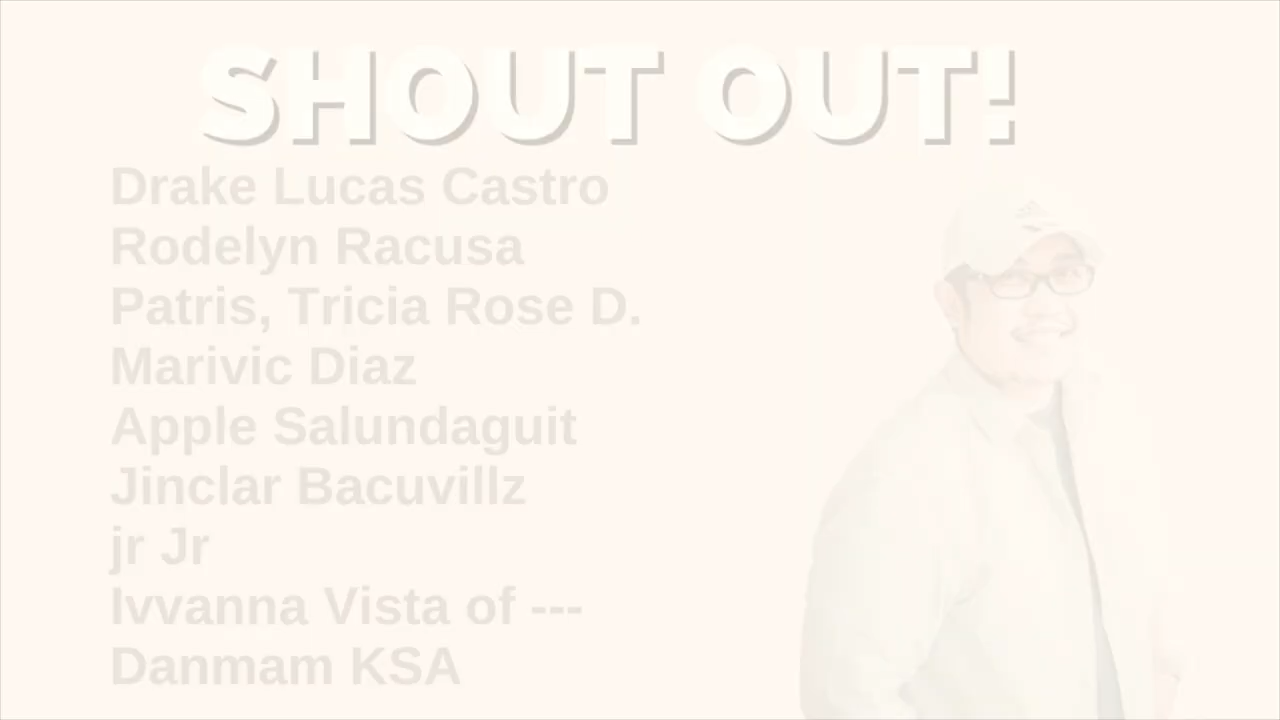 SHOUT OUT!
Drake Lucas Castro
Rodelyn Racusa
Patris, Tricia Rose D.
Marivic Diaz
Apple Salundaguit
Jinclar Bacuvillz
jr Jr
Ivvanna Vista of ---
Danmam KSA